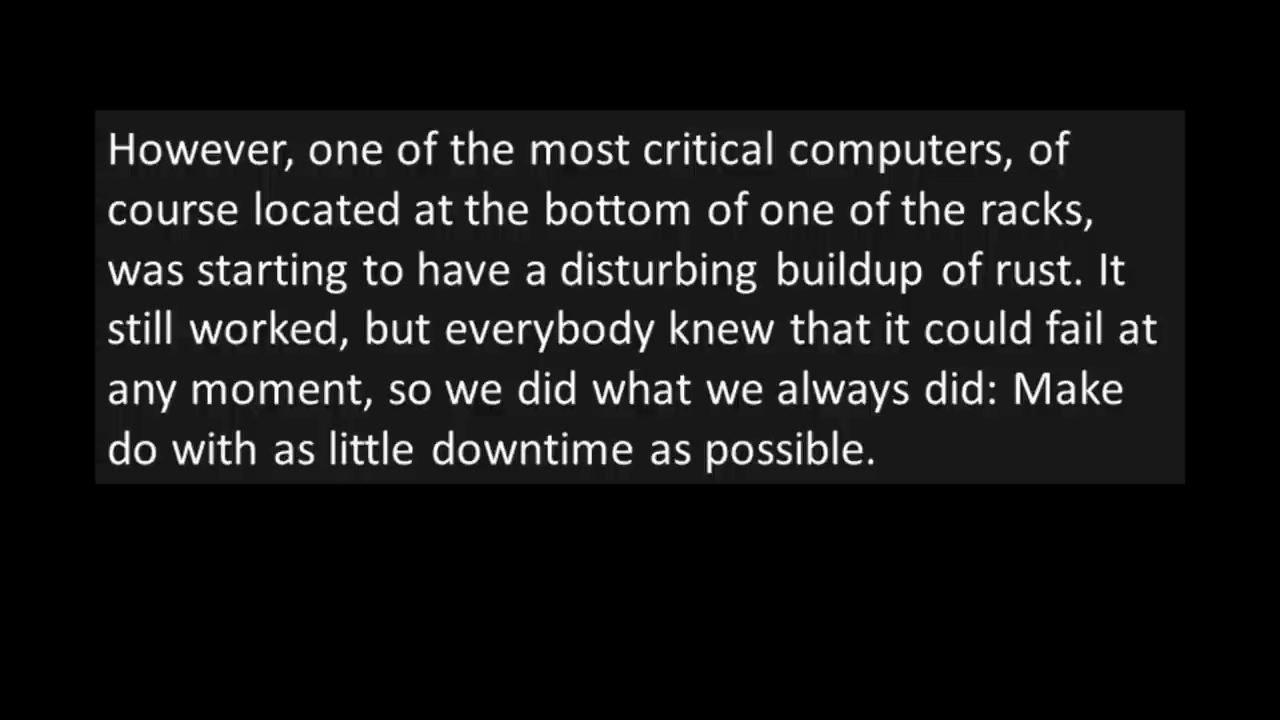 However, one of the most critical computers, of
course located at the bottom of one of the racks,
was starting to have a disturbing buildup of rust. It
still worked, but everybody knew that it could fail at
any moment, so we did what we always did: Make
do with as little downtime as possible.